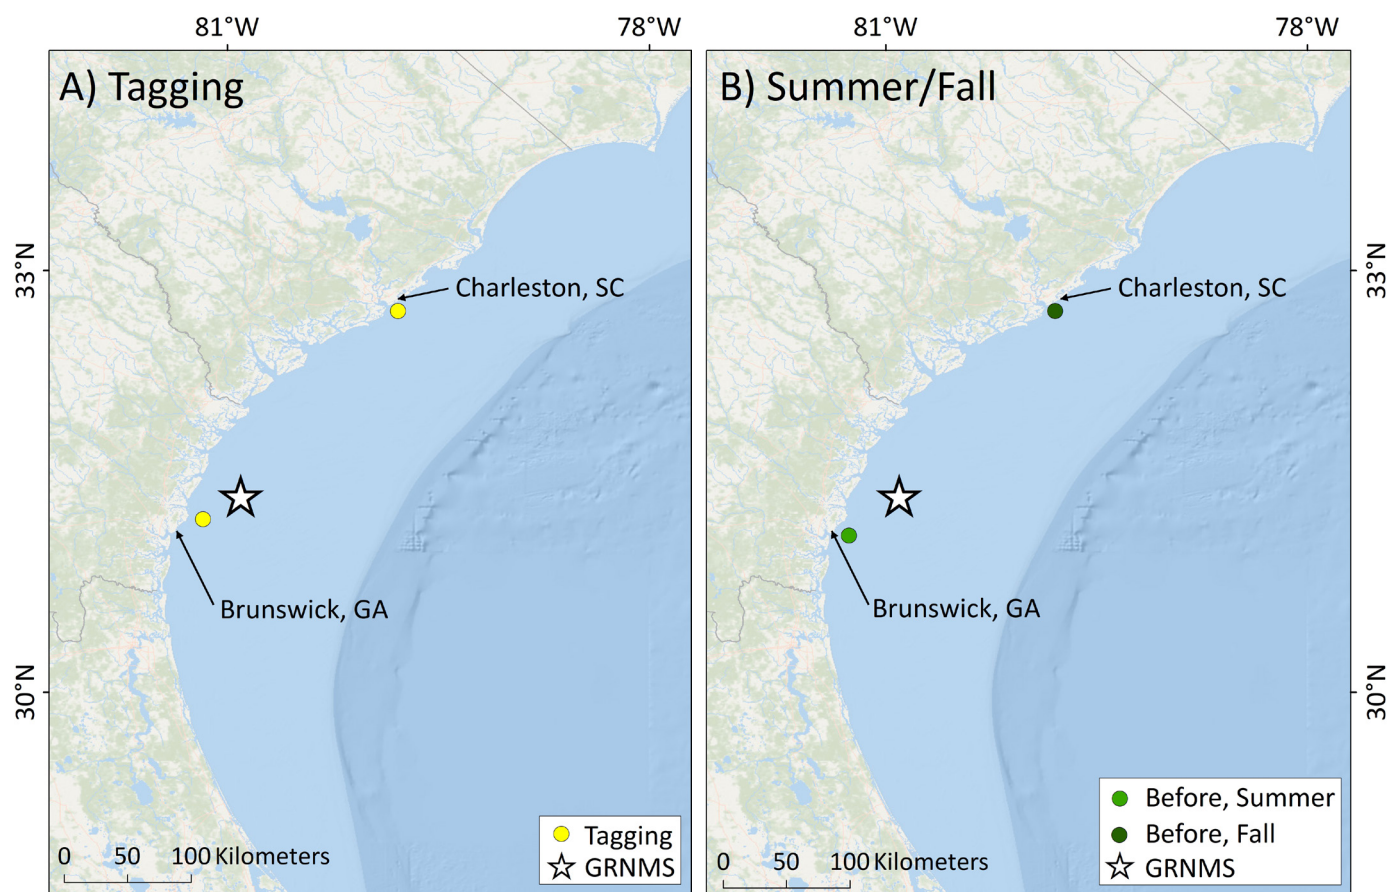 81°W
78°W
81°W
78°W
A) Tagging
B) Summer/Fall
33°N
33°N
Charleston, SC
Charleston, SC
Brunswick, GA
Brunswick, GA
30°N
30°N
Tagging
GRNMS
0 50 100 Kilometers
Before, Summer
Before, Fall
GRNMS
0 50 100 Kilometers